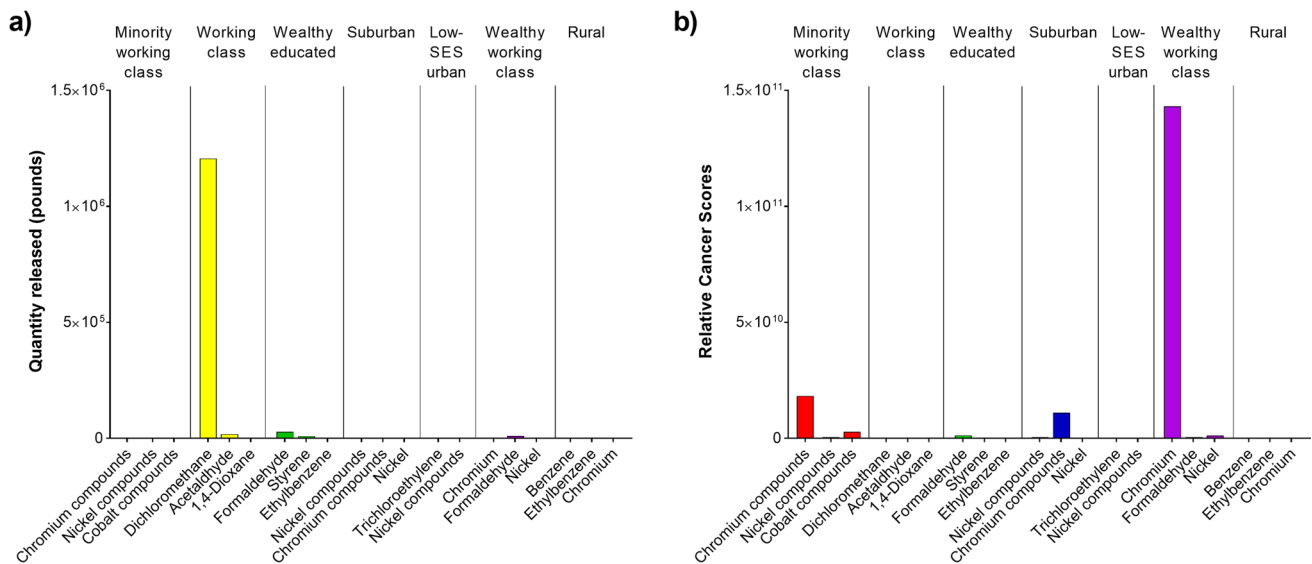 a)
Minority
working
class
Working
class
Wealthy
educated
Suburban
Low-
SES
urban
Wealthy
working
class
Rural
Quantity released (pounds)
1.5×10⁶
1×10⁶
5×10⁵
0
Chromium compounds
Nickel compounds
Cobalt compounds
Dichloromethane
Acetaldhyde
1,4-Dioxane
Formaldehyde
Styrene
Ethylbenzene
Nickel compounds
Chromium compounds
Nickel
Trichloroethylene
Nickel compounds
Chromium
Formaldehyde
Nickel
Benzene
Ethylbenzene
Chromium
b)
Minority
working
class
Working
class
Wealthy
educated
Suburban
Low-
SES
urban
Wealthy
working
class
Rural
Relative Cancer Scores
1.5×10¹¹
1×10¹¹
5×10¹⁰
0
Chromium compounds
Nickel compounds
Cobalt compounds
Dichloromethane
Acetaldhyde
1,4-Dioxane
Formaldehyde
Styrene
Ethylbenzene
Nickel compounds
Chromium compounds
Nickel
Trichloroethylene
Nickel compounds
Chromium
Formaldehyde
Nickel
Benzene
Ethylbenzene
Chromium